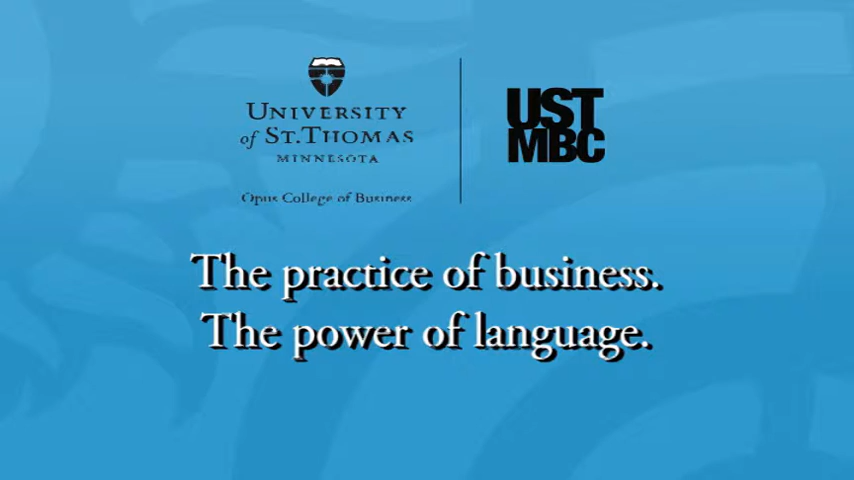 UNIVERSITY
of ST. THOMAS
MINNESOTA
Opus College of Business
UST
MBC
The practice of business.
The power of language.